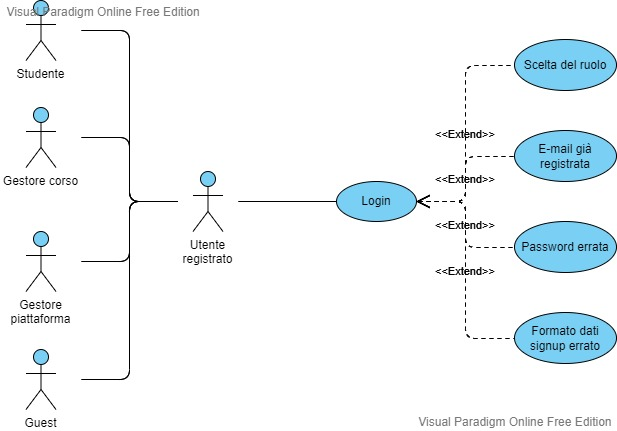 Visual Paradigm Online Free Edition
Studente
Gestore corso
Gestore
piattaforma
Guest
Utente
registrato
Login
<<Extend>>
<<Extend>>
<<Extend>>
<<Extend>>
Scelta del ruolo
E-mail già
registrata
Password errata
Formato dati
signup errato
Visual Paradigm Online Free Edition